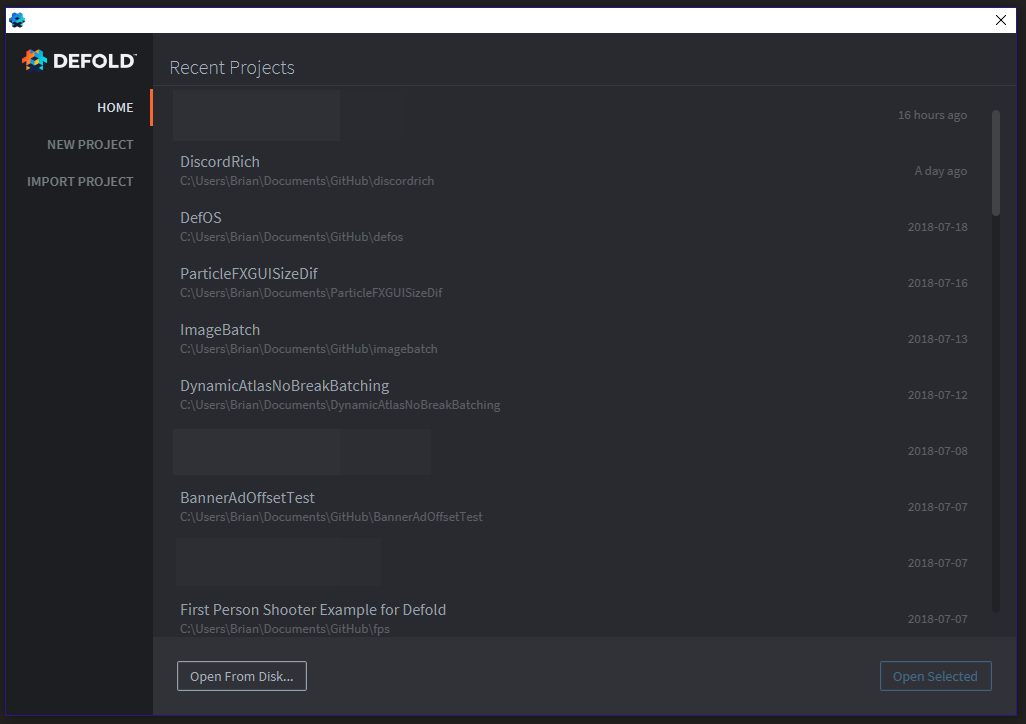 DEFOLD™
HOME
NEW PROJECT
IMPORT PROJECT
Recent Projects
16 hours ago
DiscordRich
C:\Users\Brian\Documents\GitHub\discordrich
A day ago
DefOS
C:\Users\Brian\Documents\GitHub\defos
2018-07-18
ParticleFXGUISizeDif
C:\Users\Brian\Documents\ParticleFXGUISizeDif
2018-07-16
ImageBatch
C:\Users\Brian\Documents\GitHub\imagebatch
2018-07-13
DynamicAtlasNoBreakBatching
C:\Users\Brian\Documents\DynamicAtlasNoBreakBatching
2018-07-12
2018-07-08
BannerAdOffsetTest
C:\Users\Brian\Documents\GitHub\BannerAdOffsetTest
2018-07-07
2018-07-07
First Person Shooter Example for Defold
C:\Users\Brian\Documents\GitHub\fps
2018-07-07
Open From Disk...
Open Selected